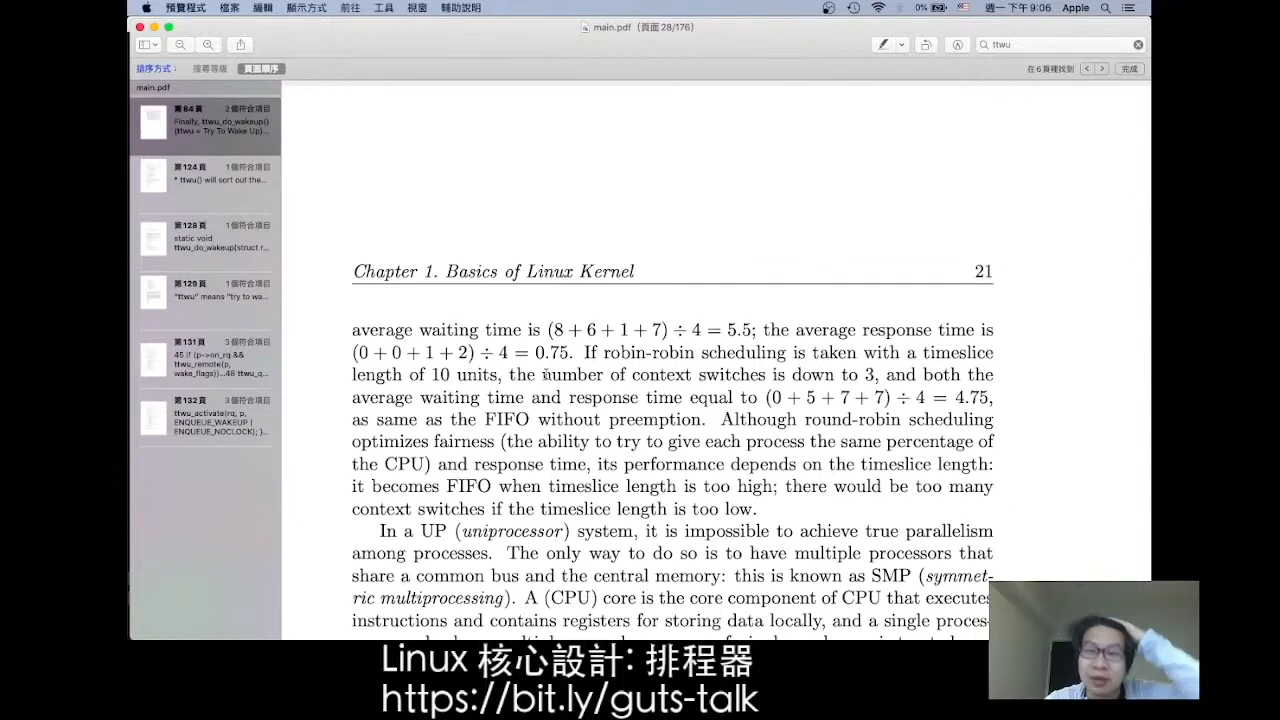 預覽程式 檔案 編輯 顯示方式 前往 工具 視窗 輔助說明 0% 週一 下午 9:06 Apple
main.pdf（頁面 28/176）
ttwu
排序方式： 搜尋等級 頁面順序 在 6 頁裡找到 完成
main.pdf
第 84 頁 2 個符合項目
Finally, ttwu_do_wakeup()
(ttwu = Try To Wake Up)...
第 124 頁 1 個符合項目
* ttwu() will sort out the...
第 128 頁 1 個符合項目
static void
ttwu_do_wakeup(struct r...
第 129 頁 1 個符合項目
"ttwu" means "try to wa...
第 131 頁 3 個符合項目
45 if (p->on_rq &&
ttwu_remote(p,
wake_flags))...48 ttwu_q...
第 132 頁 3 個符合項目
ttwu_activate(rq, p,
ENQUEUE_WAKEUP |
ENQUEUE_NOCLOCK); }...
Chapter 1. Basics of Linux Kernel 21
average waiting time is (8 + 6 + 1 + 7) ÷ 4 = 5.5; the average response time is
(0 + 0 + 1 + 2) ÷ 4 = 0.75. If robin-robin scheduling is taken with a timeslice
length of 10 units, the number of context switches is down to 3, and both the
average waiting time and response time equal to (0 + 5 + 7 + 7) ÷ 4 = 4.75,
as same as the FIFO without preemption. Although round-robin scheduling
optimizes fairness (the ability to try to give each process the same percentage of
the CPU) and response time, its performance depends on the timeslice length:
it becomes FIFO when timeslice length is too high; there would be too many
context switches if the timeslice length is too low.
In a UP (uniprocessor) system, it is impossible to achieve true parallelism
among processes. The only way to do so is to have multiple processors that
share a common bus and the central memory: this is known as SMP (symmet-
ric multiprocessing). A (CPU) core is the core component of CPU that executes
instructions and contains registers for storing data locally, and a single proces-
Linux 核心設計: 排程器
https://bit.ly/guts-talk